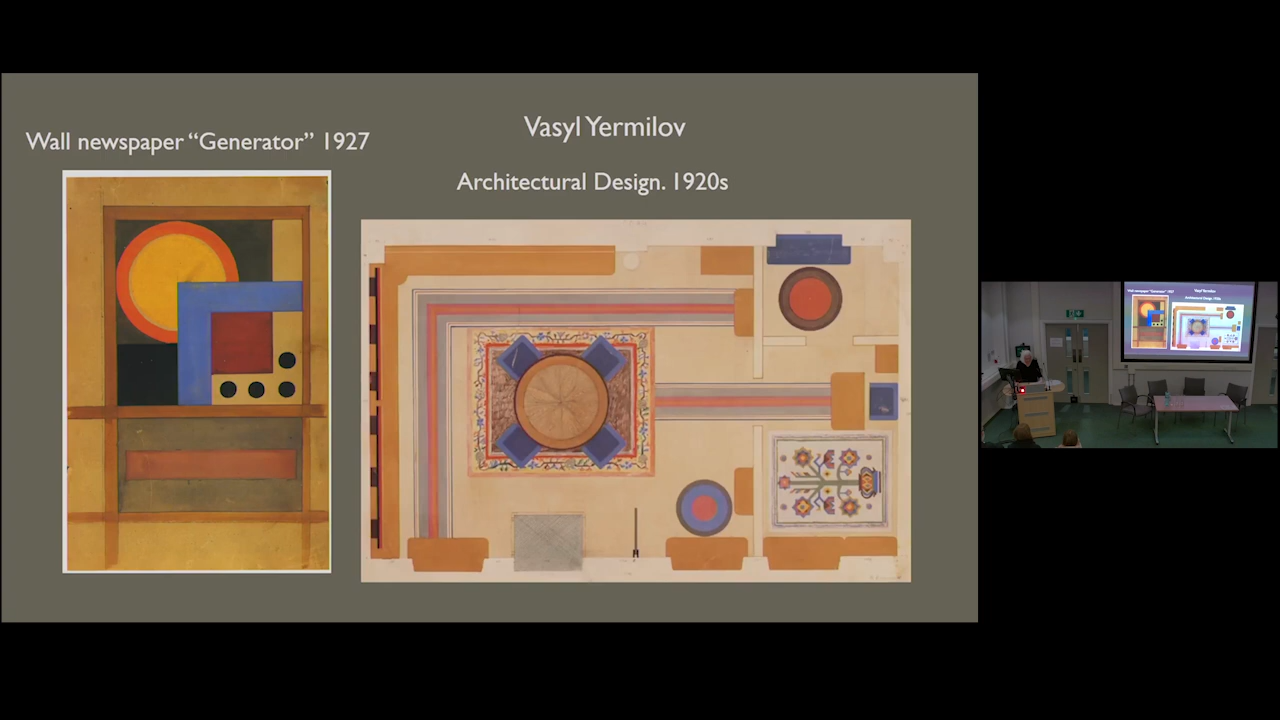 Wall newspaper “Generator” 1927
Vasyl Yermilov
Architectural Design. 1920s